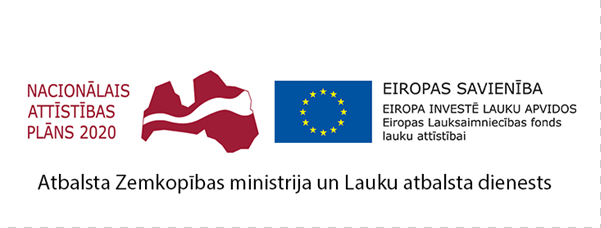 NACIONĀLAIS
ATTĪSTĪBAS
PLĀNS 2020
EIROPAS SAVIENĪBA
EIROPA INVESTĒ LAUKU APVIDOS
Eiropas Lauksaimniecības fonds
lauku attīstībai
Atbalsta Zemkopības ministrija un Lauku atbalsta dienests